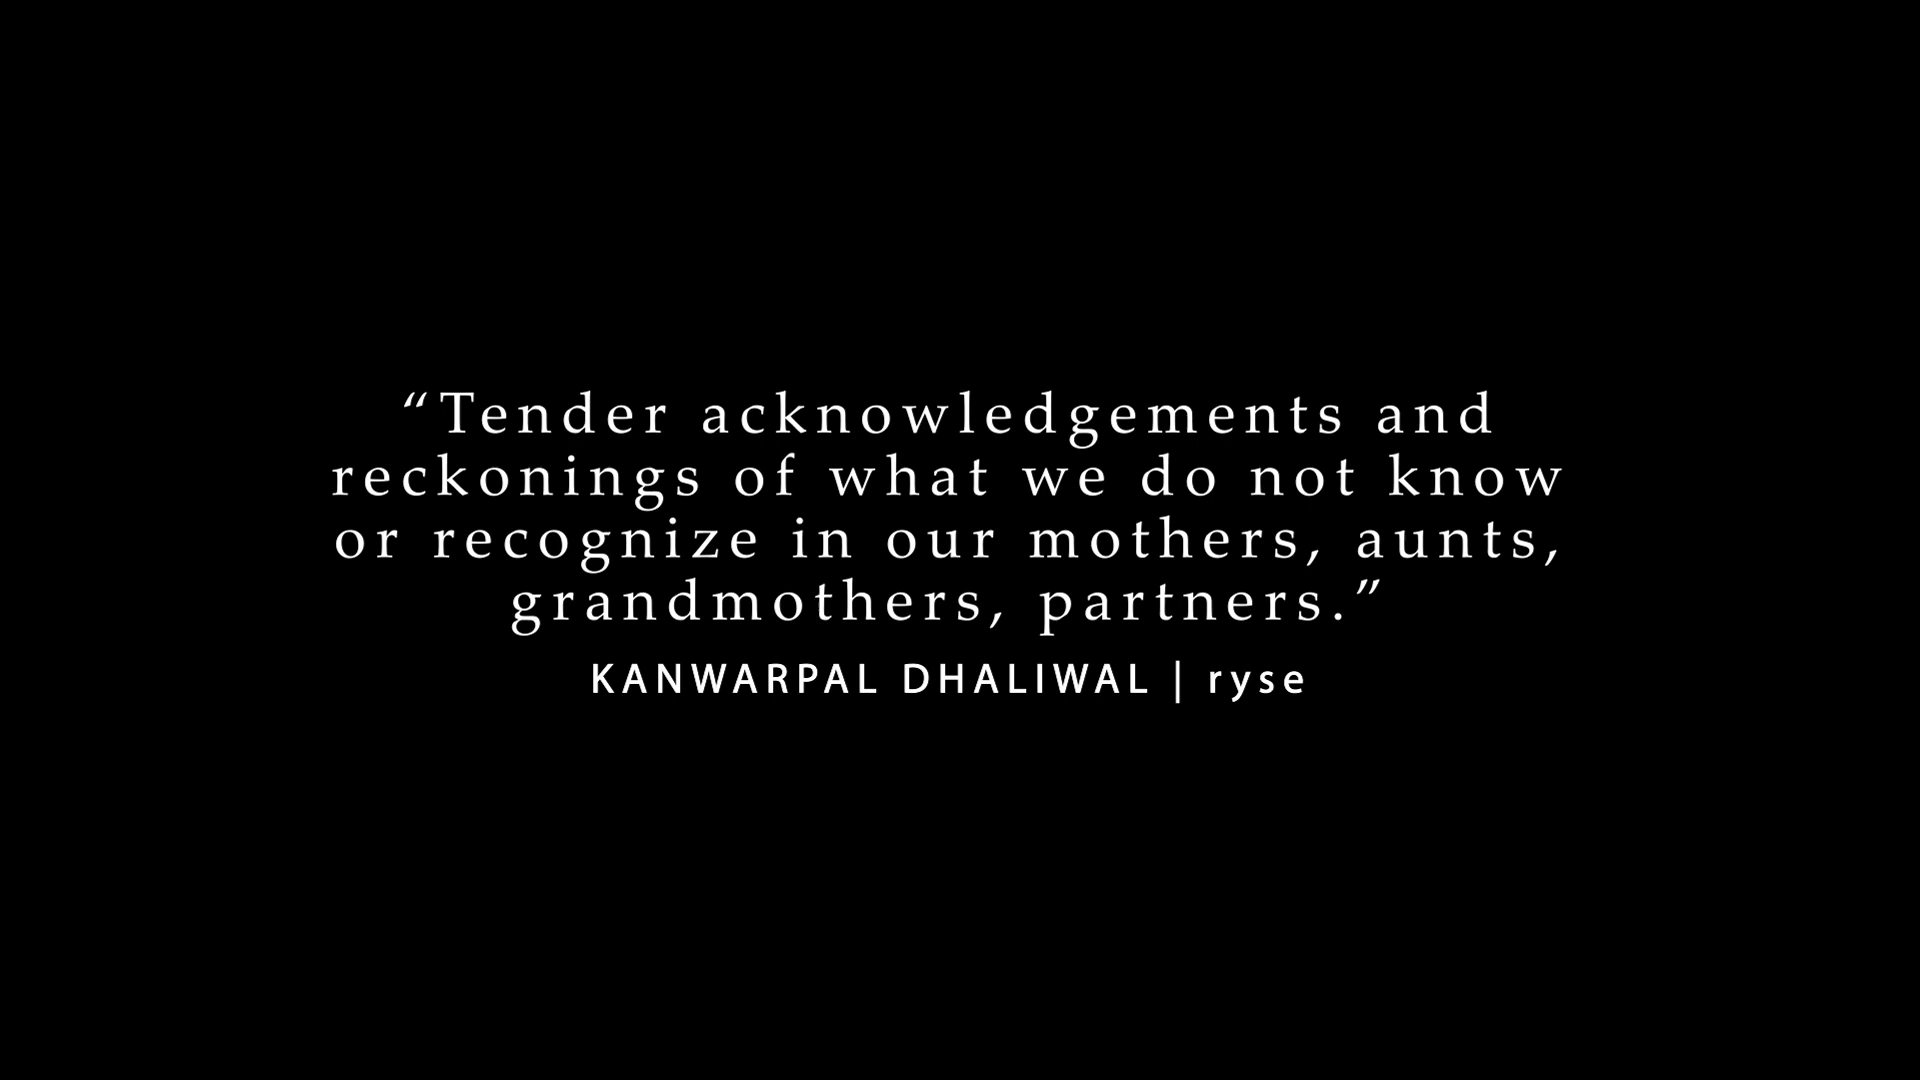 “Tender acknowledgements and
reckonings of what we do not know
or recognize in our mothers, aunts,
grandmothers, partners.”
KANWARPAL DHALIWAL | ryse